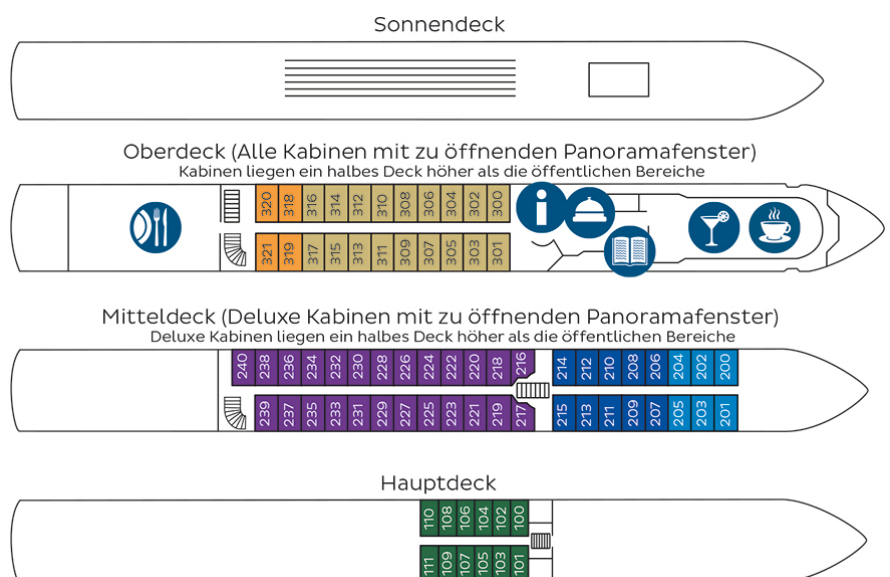 Sonnendeck
Oberdeck (Alle Kabinen mit zu öffnenden Panoramafenster)
Kabinen liegen ein halbes Deck höher als die öffentlichen Bereiche
320 318 316 314 312 310 308 306 304 302 300
321 319 317 315 313 311 309 307 305 303 301
Mitteldeck (Deluxe Kabinen mit zu öffnenden Panoramafenster)
Deluxe Kabinen liegen ein halbes Deck höher als die öffentlichen Bereiche
240 238 236 234 232 230 228 226 224 222 220 218 216 214 212 210 208 206 204 202 200
239 237 235 233 231 229 227 225 223 221 219 217 215 213 211 209 207 205 203 201
Hauptdeck
110 108 106 104 102 100
111 109 107 105 103 101